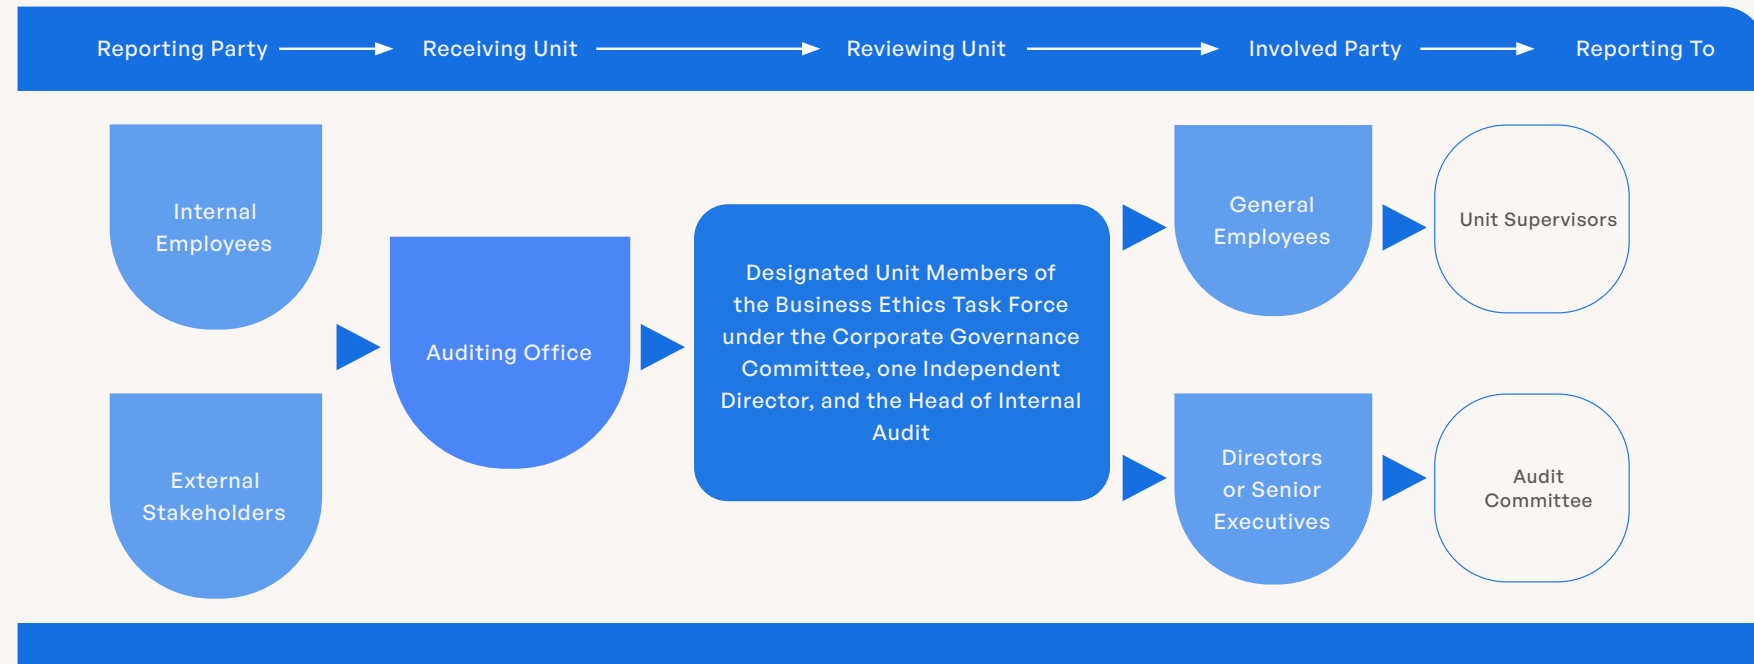 Reporting Party
Receiving Unit
Reviewing Unit
Involved Party
Reporting To
Internal
Employees
External
Stakeholders
Auditing Office
Designated Unit Members of
the Business Ethics Task Force
under the Corporate Governance
Committee, one Independent
Director, and the Head of Internal
Audit
General
Employees
Unit Supervisors
Directors
or Senior
Executives
Audit
Committee